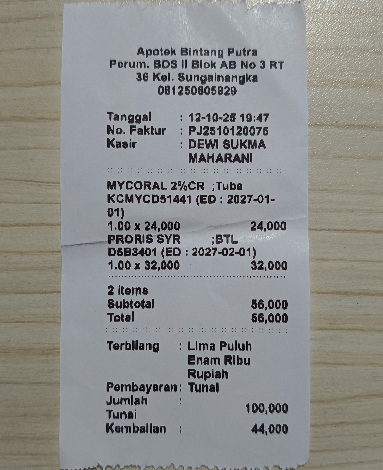 Apotek Bintang Putra
Perum. BDS II Blok AB No 3 RT
36 Kel. Sungainangka
081250805829
Tanggal : 12-10-25 19:47
No. Faktur : PJ2510120075
Kasir : DEWI SUKMA
MAHARANI
MYCORAL 2%CR ;Tube
KCMYCD51441 (ED : 2027-01-
01)
1.00 x 24,000 24,000
PRORIS SYR ;BTL
D5B3401 (ED : 2027-02-01)
1.00 x 32,000 32,000
2 items
Subtotal 56,000
Total 56,000
Terbilang : Lima Puluh
Enam Ribu
Rupiah
Pembayaran: Tunai
Jumlah :
Tunai 100,000
Kembalian : 44,000